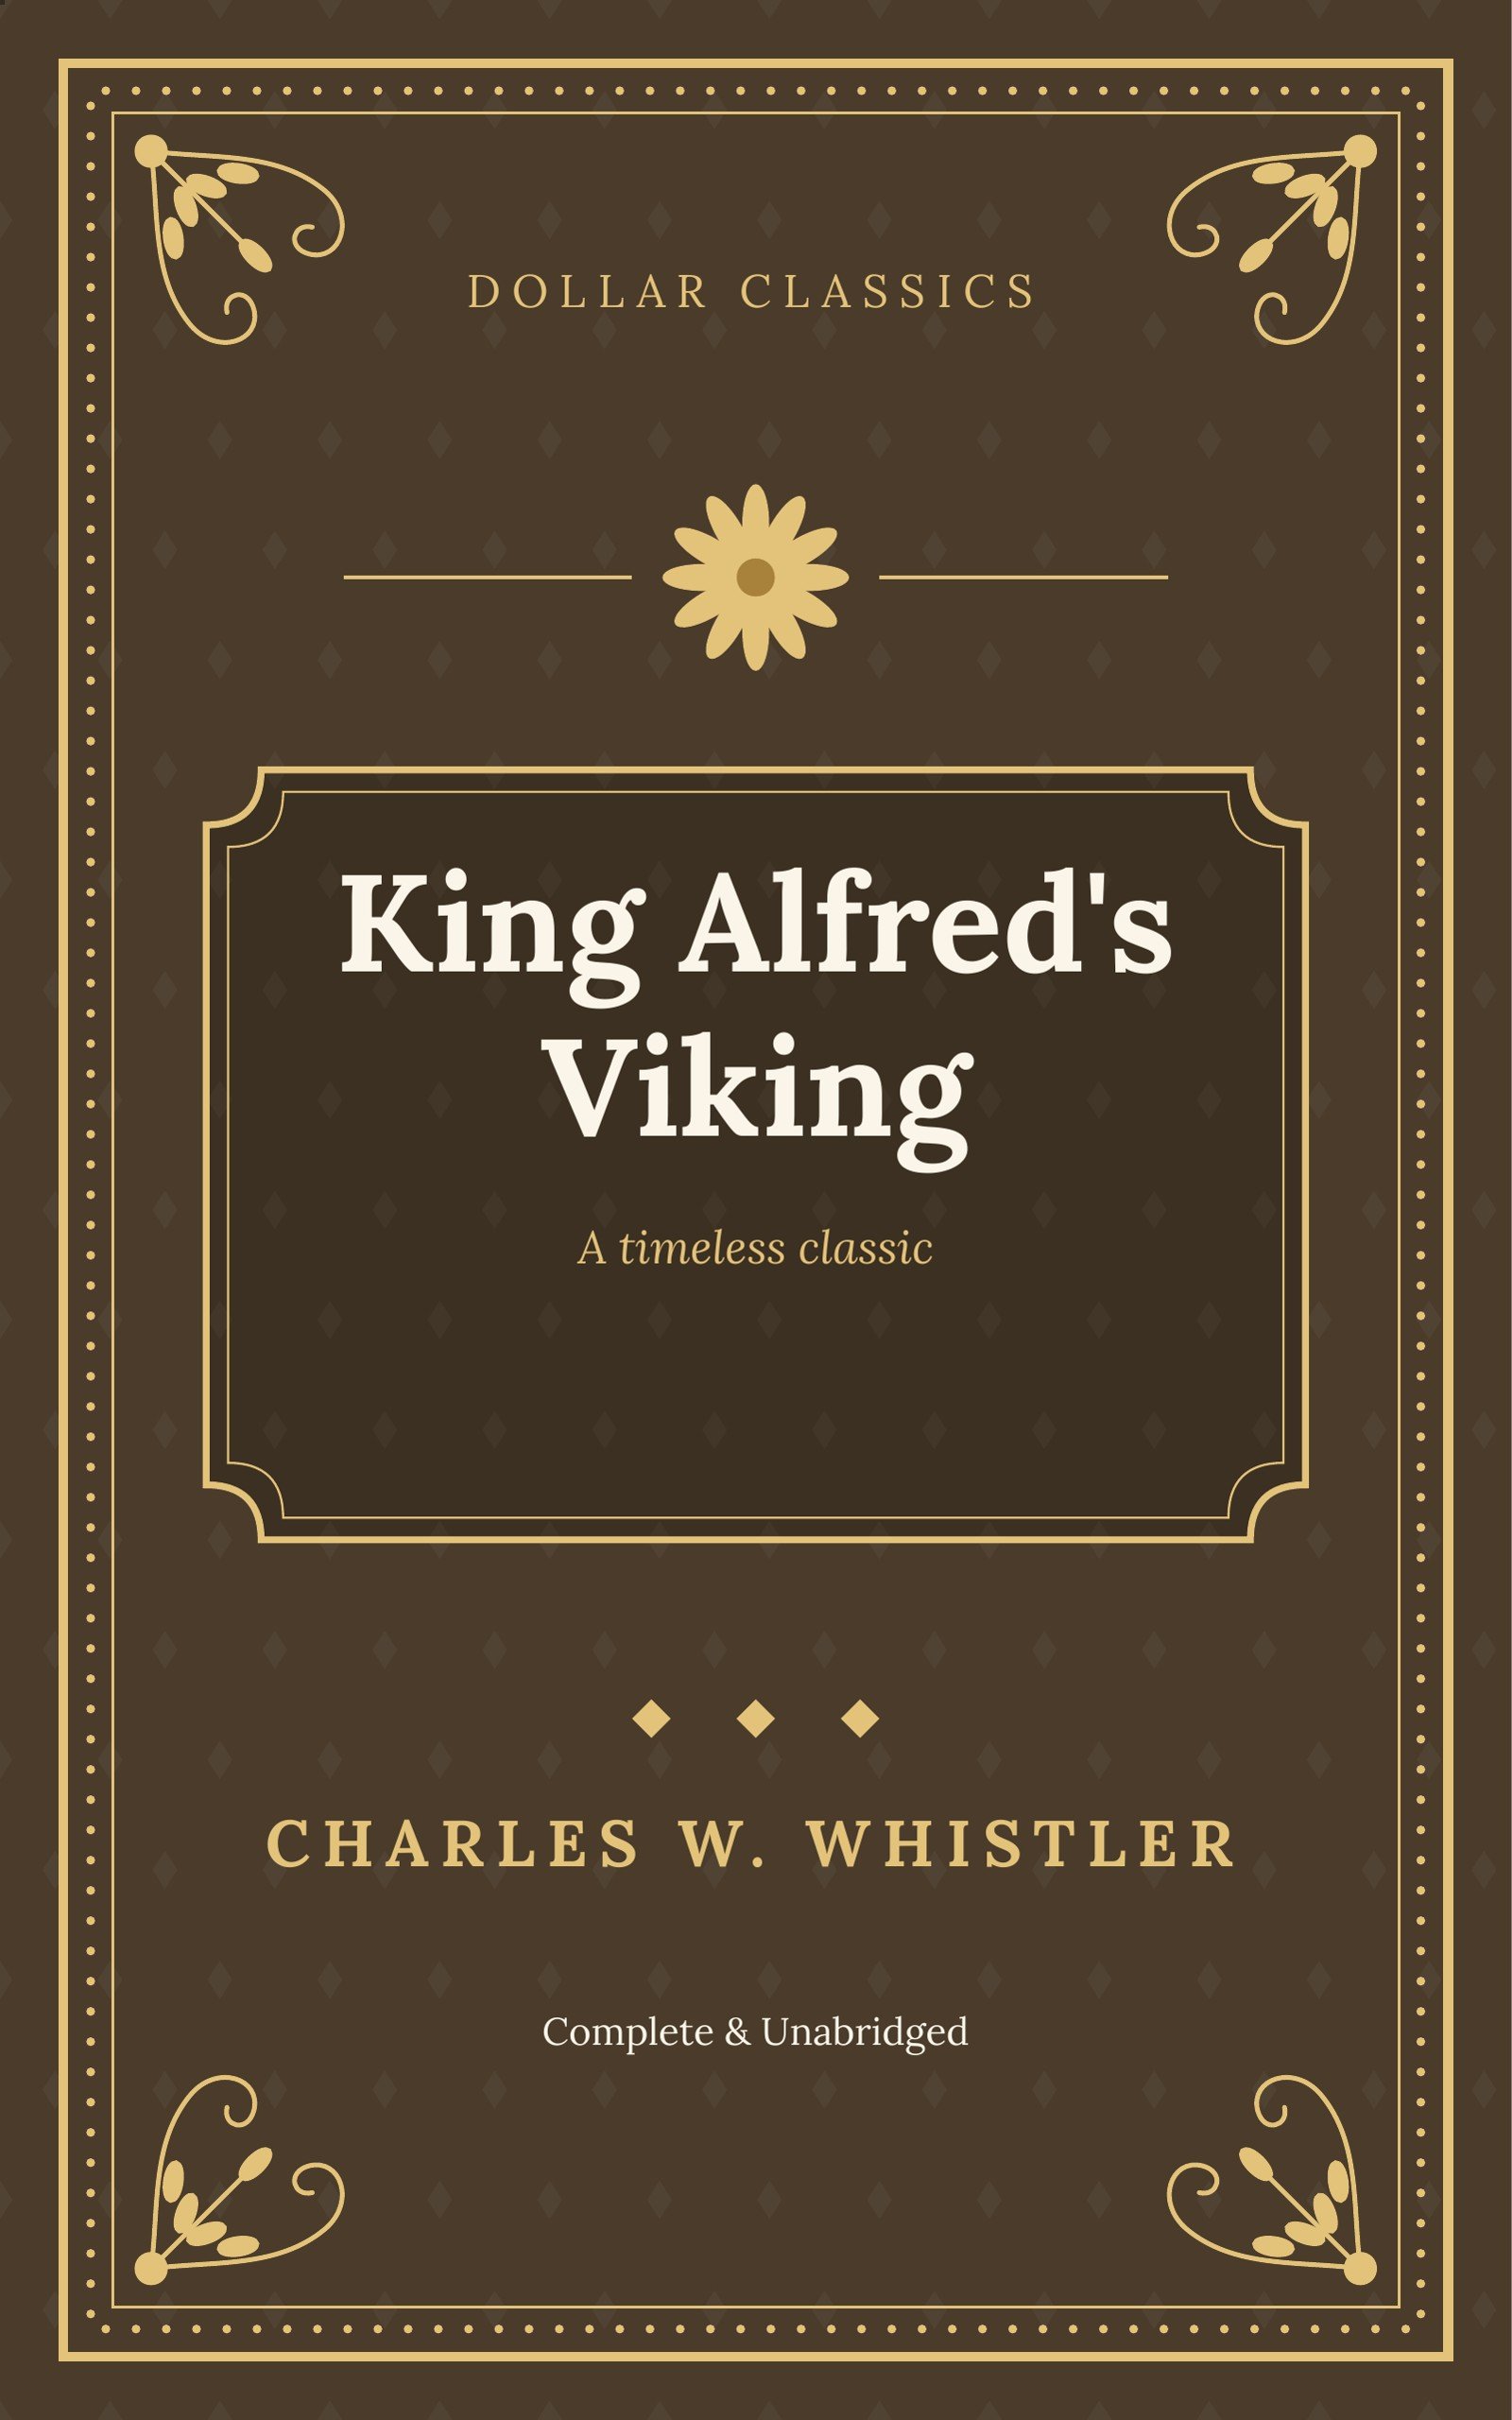 DOLLAR CLASSICS
King Alfred's
Viking
A timeless classic
CHARLES W. WHISTLER
Complete & Unabridged